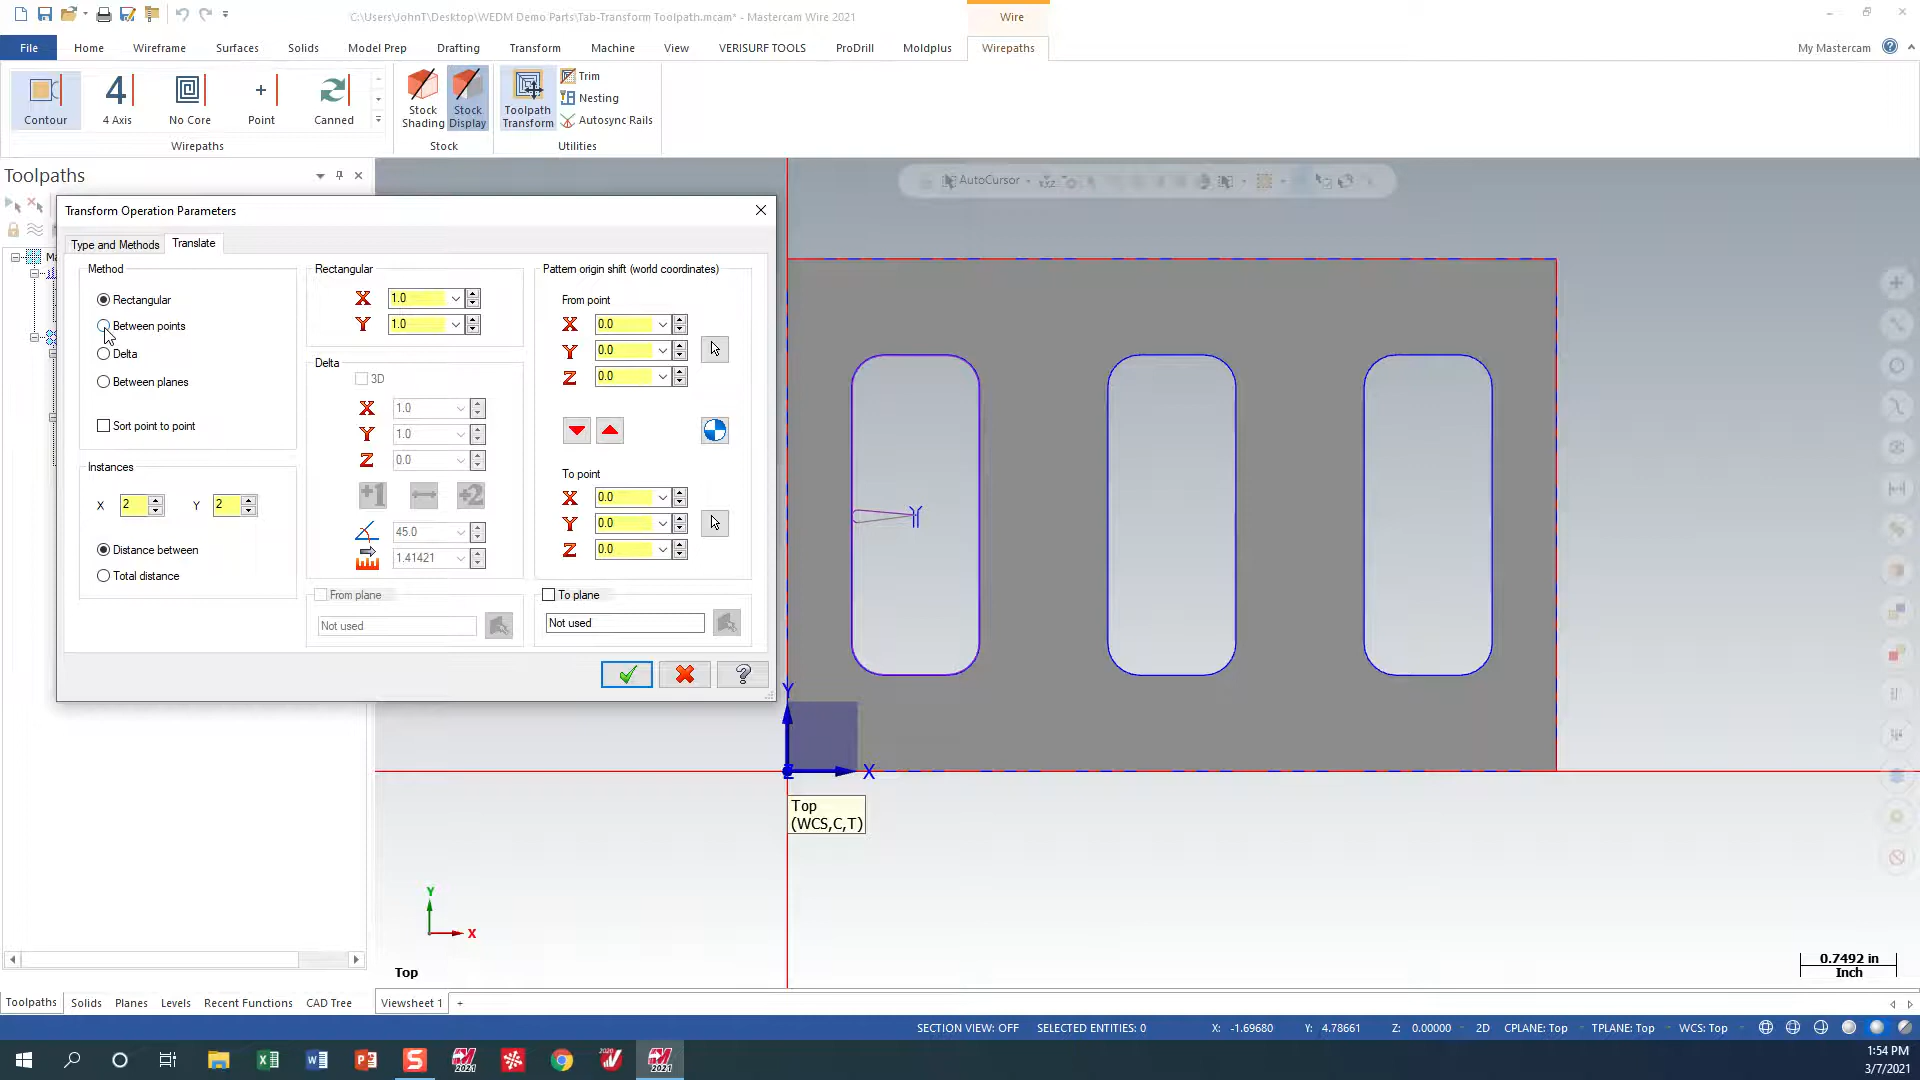 C:\Users\JohnT\Desktop\WEDM Demo Parts\Tab-Transform Toolpath.mcam* - Mastercam Wire 2021
Wire
File
Home
Wireframe
Surfaces
Solids
Model Prep
Drafting
Transform
Machine
View
VERISURF TOOLS
ProDrill
Moldplus
Wirepaths
My Mastercam
Contour
4 Axis
No Core
Point
Canned
Wirepaths
Stock Shading
Stock Display
Stock
Toolpath Transform
Trim
Nesting
Autosync Rails
Utilities
Toolpaths
AutoCursor
Transform Operation Parameters
Type and Methods
Translate
Method
Rectangular
Between points
Delta
Between planes
Sort point to point
Instances
X 2 Y 2
Distance between
Total distance
Rectangular
X 1.0
Y 1.0
Delta
3D
X 1.0
Y 1.0
Z 0.0
+1 +2
45.0
1.41421
From plane
Not used
Pattern origin shift (world coordinates)
From point
X 0.0
Y 0.0
Z 0.0
To point
X 0.0
Y 0.0
Z 0.0
To plane
Not used
Y
Z
X
Top
(WCS,C,T)
Y
X
Top
0.7492 in
Inch
Toolpaths
Solids
Planes
Levels
Recent Functions
CAD Tree
Viewsheet 1
+
SECTION VIEW: OFF
SELECTED ENTITIES: 0
X: -1.69680
Y: 4.78661
Z: 0.00000
2D
CPLANE: Top
TPLANE: Top
WCS: Top
1:54 PM
3/7/2021